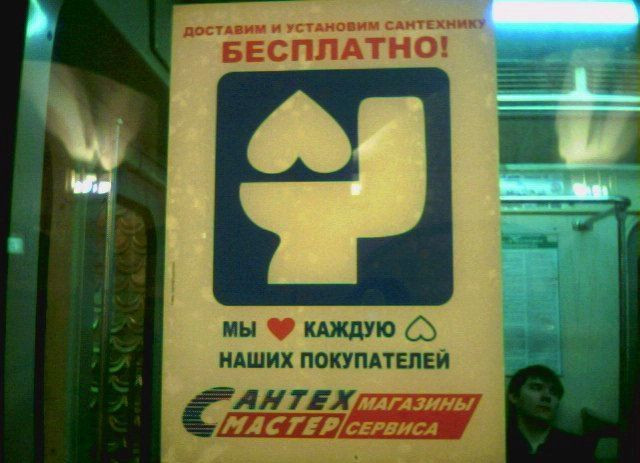 ДОСТАВИМ И УСТАНОВИМ САНТЕХНИКУ
БЕСПЛАТНО!
МЫ КАЖДУЮ
НАШИХ ПОКУПАТЕЛЕЙ
САНТЕХ МАСТЕР
МАГАЗИНЫ СЕРВИСА